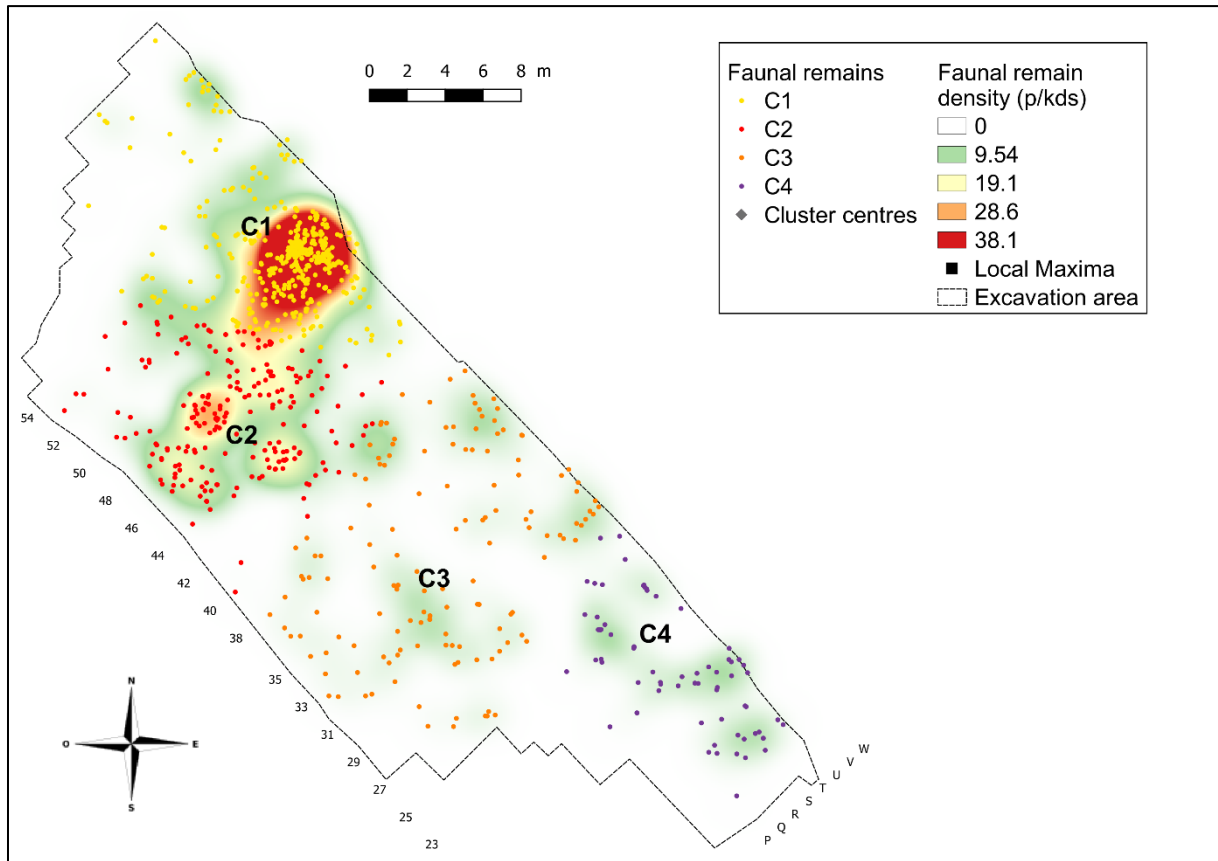 0 2 4 6 8 m
Faunal remains
C1
C2
C3
C4
Cluster centres
Faunal remain
density (p/kds)
0
9.54
19.1
28.6
38.1
Local Maxima
Excavation area
C1
C2
C3
C4
54
52
50
48
46
44
42
40
38
35
33
31
29
27
25
23
W
V
U
T
S
R
Q
P
N
O
E
S